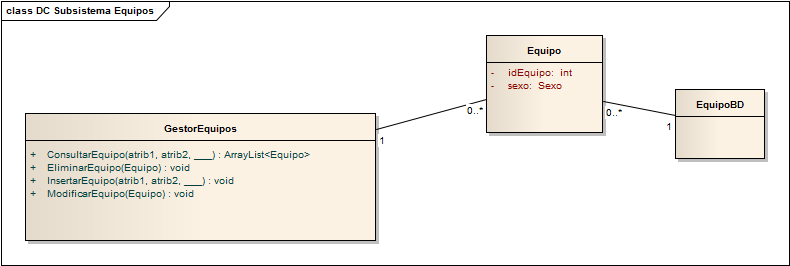 class DC Subsistema Equipos
Equipo
- idEquipo: int
- sexo: Sexo
EquipoBD
GestorEquipos
+ ConsultarEquipo(atrib1, atrib2, ___) : ArrayList<Equipo>
+ EliminarEquipo(Equipo) : void
+ InsertarEquipo(atrib1, atrib2, ___) : void
+ ModificarEquipo(Equipo) : void
1
0..*
0..*
1